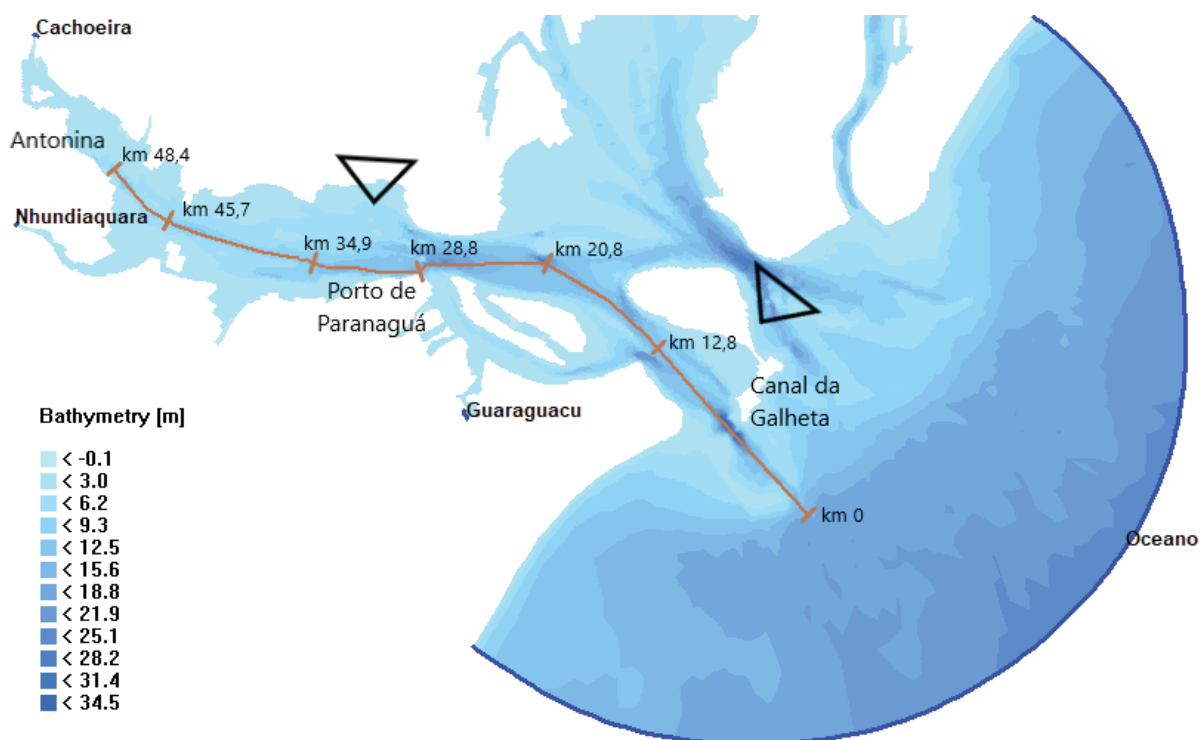 Cachoeira
Antonina
km 48,4
Nhundiaquara
km 45,7
km 34,9
km 28,8
km 20,8
Porto de
Paranaguá
km 12,8
Canal da
Galheta
Guaraguacu
km 0
Oceano
Bathymetry [m]
< -0.1
< 3.0
< 6.2
< 9.3
< 12.5
< 15.6
< 18.8
< 21.9
< 25.1
< 28.2
< 31.4
< 34.5